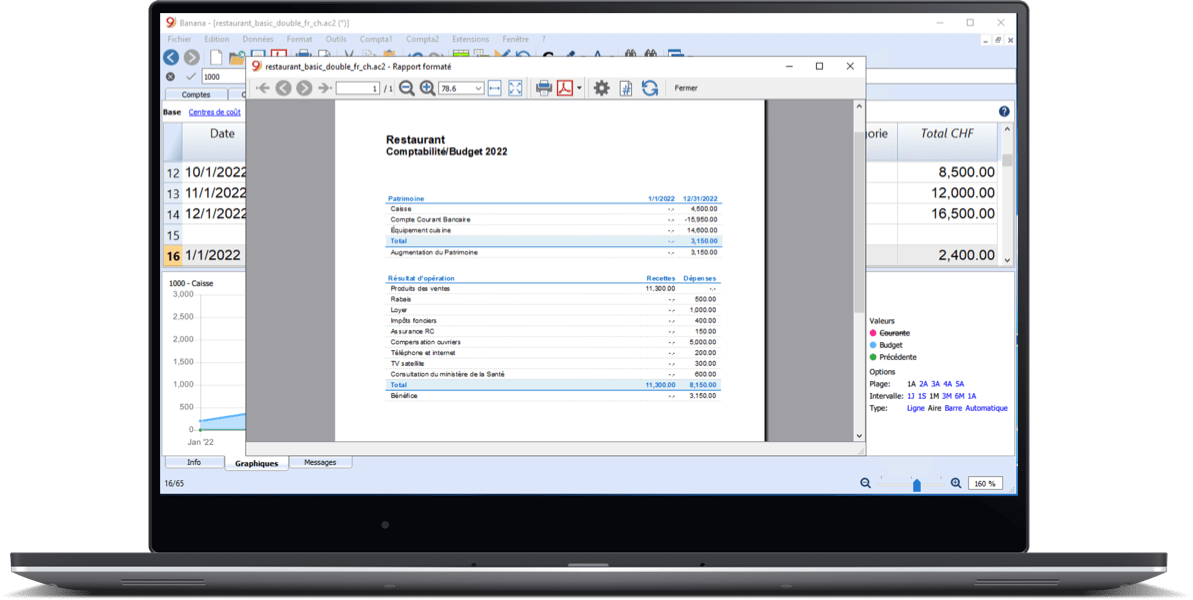 Banana - [restaurant_basic_double_fr_ch.ac2 (*)]
Fichier Edition Données Format Outils Compta1 Compta2 Extensions Fenêtre ?
1000
Comptes
Base Centres de coût
Date orie Total CHF
12 10/1/2022 8,500.00
13 11/1/2022 12,000.00
14 12/1/2022 16,500.00
15
16 1/1/2022 2,400.00
restaurant_basic_double_fr_ch.ac2 - Rapport formaté
1 / 1 78.6 Fermer
Restaurant
Comptabilité/Budget 2022
Patrimoine 1/1/2022 12/31/2022
Caisse -.- 4,500.00
Compte Courant Bancaire -.- -15,950.00
Équipement cuisine -.- 14,600.00
Total -.- 3,150.00
Augmentation du Patrimoine -.- 3,150.00
Résultat d'opération Recettes Dépenses
Produits des ventes 11,300.00 -.-
Rabais -.- 500.00
Loyer -.- 1,000.00
Impôts fonciers -.- 400.00
Assurance RC -.- 150.00
Compensation ouvriers -.- 5,000.00
Téléphone et internet -.- 200.00
TV satellite -.- 300.00
Consultation du ministère de la Santé -.- 600.00
Total 11,300.00 8,150.00
Bénéfice -.- 3,150.00
1000 - Caisse
3,000
2,500
2,000
1,500
1,000
500
0
Jan '22
Valeurs
Courante
Budget
Précédente
Options
Plage: 1A 2A 3A 4A 5A
Intervalle: 1J 1S 1M 3M 6M 1A
Type: Ligne Aire Barre Automatique
Info Graphiques Messages
16/65 160 %